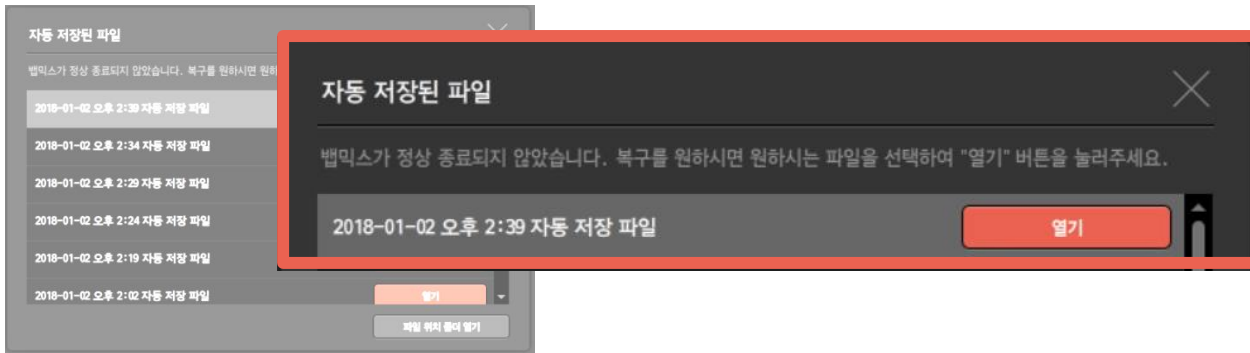 자동 저장된 파일
뱁믹스가 정상 종료되지 않았습니다. 복구를 원하시면 원하
2018-01-02 오후 2:39 자동 저장 파일
2018-01-02 오후 2:34 자동 저장 파일
2018-01-02 오후 2:29 자동 저장 파일
2018-01-02 오후 2:24 자동 저장 파일
2018-01-02 오후 2:19 자동 저장 파일
2018-01-02 오후 2:02 자동 저장 파일 열기
파일 위치 폴더 열기
자동 저장된 파일
뱁믹스가 정상 종료되지 않았습니다. 복구를 원하시면 원하시는 파일을 선택하여 "열기" 버튼을 눌러주세요.
2018-01-02 오후 2:39 자동 저장 파일 열기